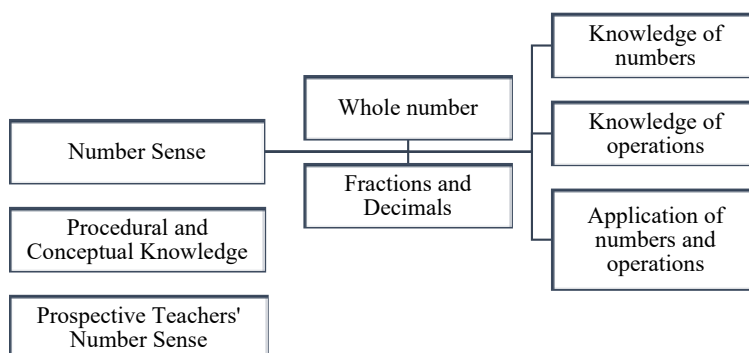 Number Sense
Procedural and
Conceptual Knowledge
Prospective Teachers'
Number Sense
Whole number
Fractions and
Decimals
Knowledge of
numbers
Knowledge of
operations
Application of
numbers and
operations